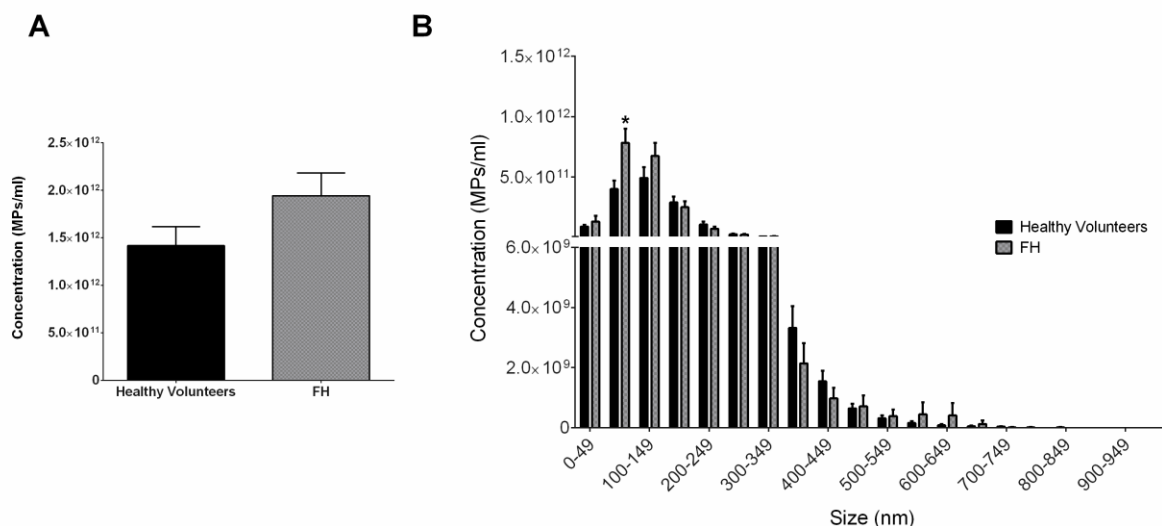 A
Concentration (MPs/ml)
2.5×10¹²
2.0×10¹²
1.5×10¹²
1.0×10¹²
5.0×10¹¹
0
Healthy Volunteers
FH
B
Concentration (MPs/ml)
1.5×10¹²
1.0×10¹²
5.0×10¹¹
6.0×10⁹
4.0×10⁹
2.0×10⁹
0
*
Healthy Volunteers
FH
0-49
100-149
200-249
300-349
400-449
500-549
600-649
700-749
800-849
900-949
Size (nm)